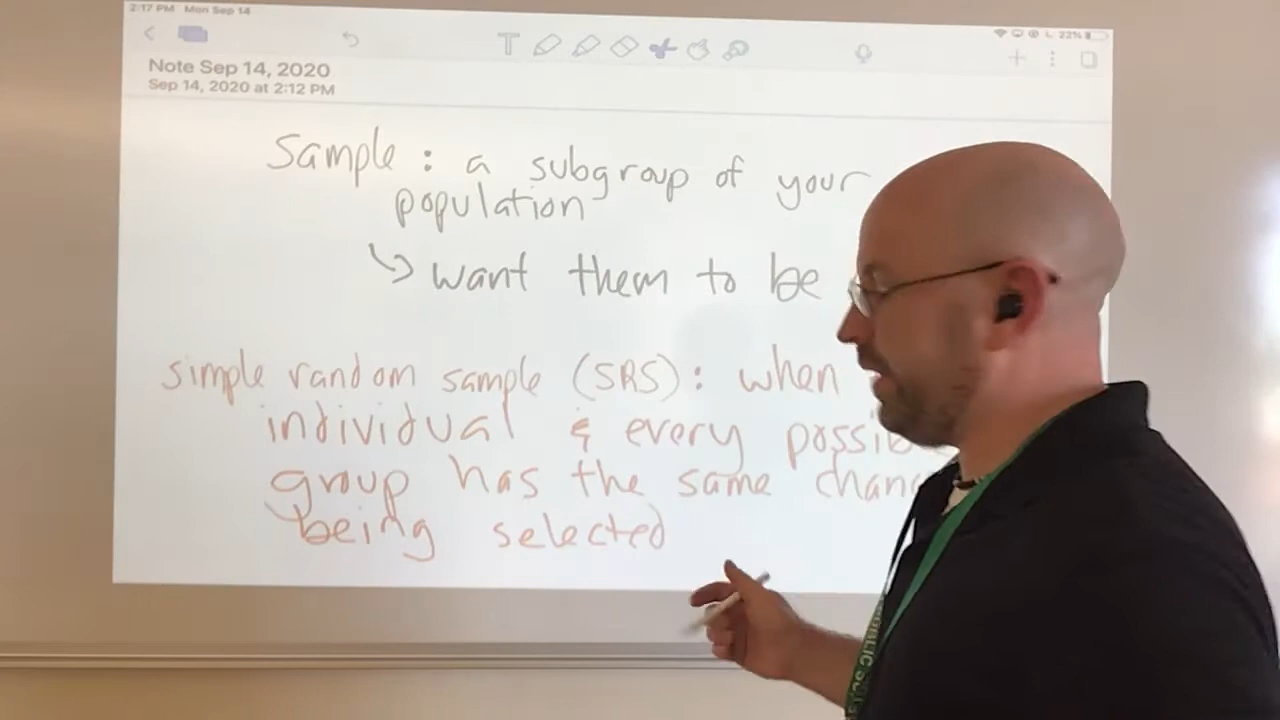 2:17 PM Mon Sep 14
22%
Note Sep 14, 2020
Sep 14, 2020 at 2:12 PM
Sample : a subgroup of your
population
want them to be
simple random sample (SRS): when
individual & every
group has the same
being selected